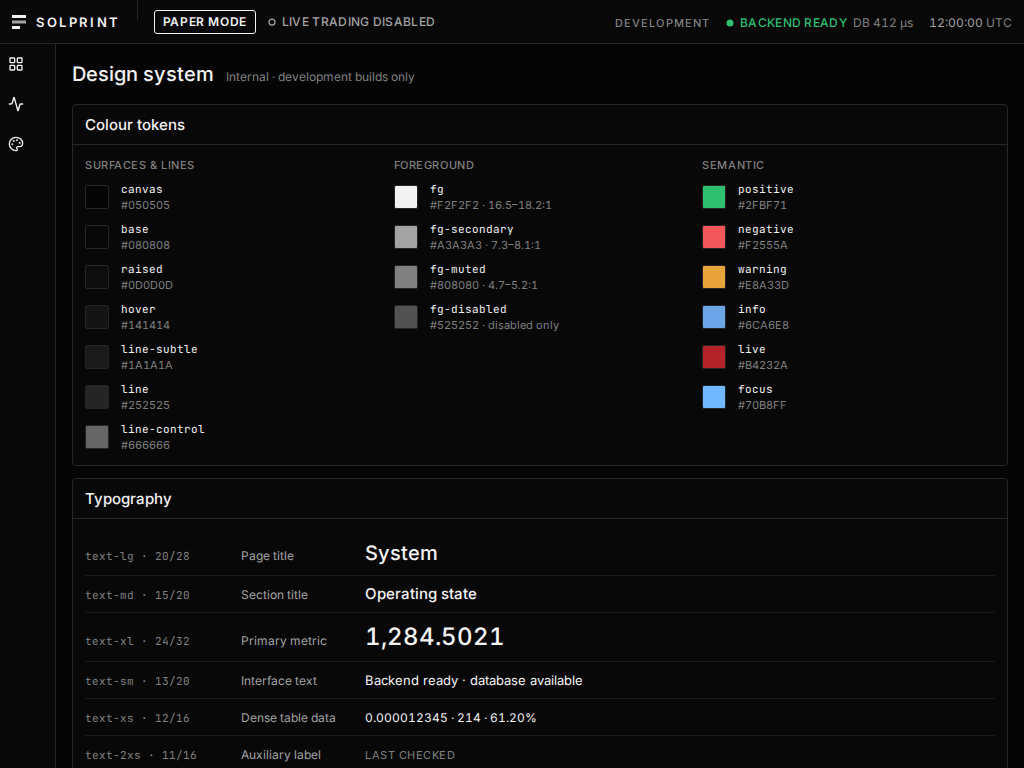 SOLPRINT
PAPER MODE
LIVE TRADING DISABLED
DEVELOPMENT
BACKEND READY DB 412 µs
12:00:00 UTC
Design system
Internal · development builds only
Colour tokens
SURFACES & LINES
canvas
#050505
base
#080808
raised
#0D0D0D
hover
#141414
line-subtle
#1A1A1A
line
#252525
line-control
#666666
FOREGROUND
fg
#F2F2F2 · 16.5–18.2:1
fg-secondary
#A3A3A3 · 7.3–8.1:1
fg-muted
#808080 · 4.7–5.2:1
fg-disabled
#525252 · disabled only
SEMANTIC
positive
#2FBF71
negative
#F2555A
warning
#E8A33D
info
#6CA6E8
live
#B4232A
focus
#70B8FF
Typography
text-lg · 20/28 Page title System
text-md · 15/20 Section title Operating state
text-xl · 24/32 Primary metric 1,284.5021
text-sm · 13/20 Interface text Backend ready · database available
text-xs · 12/16 Dense table data 0.000012345 · 214 · 61.20%
text-2xs · 11/16 Auxiliary label LAST CHECKED